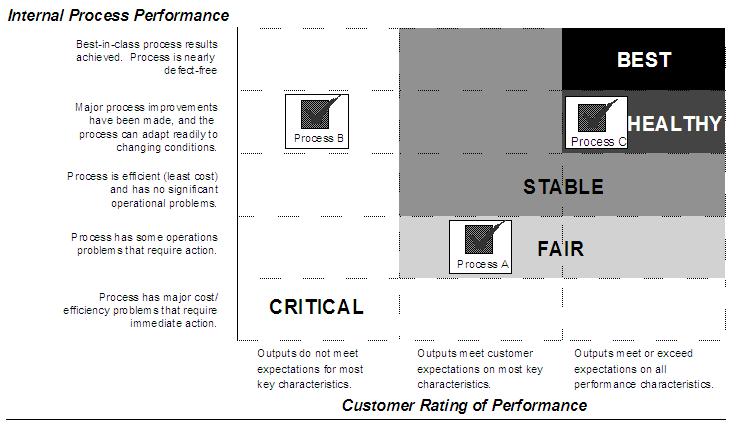 Internal Process Performance
Best-in-class process results
achieved. Process is nearly
defect-free
BEST
Major process improvements
have been made, and the
process can adapt readily to
changing conditions.
Process B
Process C
HEALTHY
Process is efficient (least cost)
and has no significant
operational problems.
STABLE
Process has some operations
problems that require action.
Process A
FAIR
Process has major cost/
efficiency problems that require
immediate action.
CRITICAL
Outputs do not meet
expectations for most
key characteristics.
Outputs meet customer
expectations on most key
characteristics.
Outputs meet or exceed
expectations on all
performance characteristics.
Customer Rating of Performance